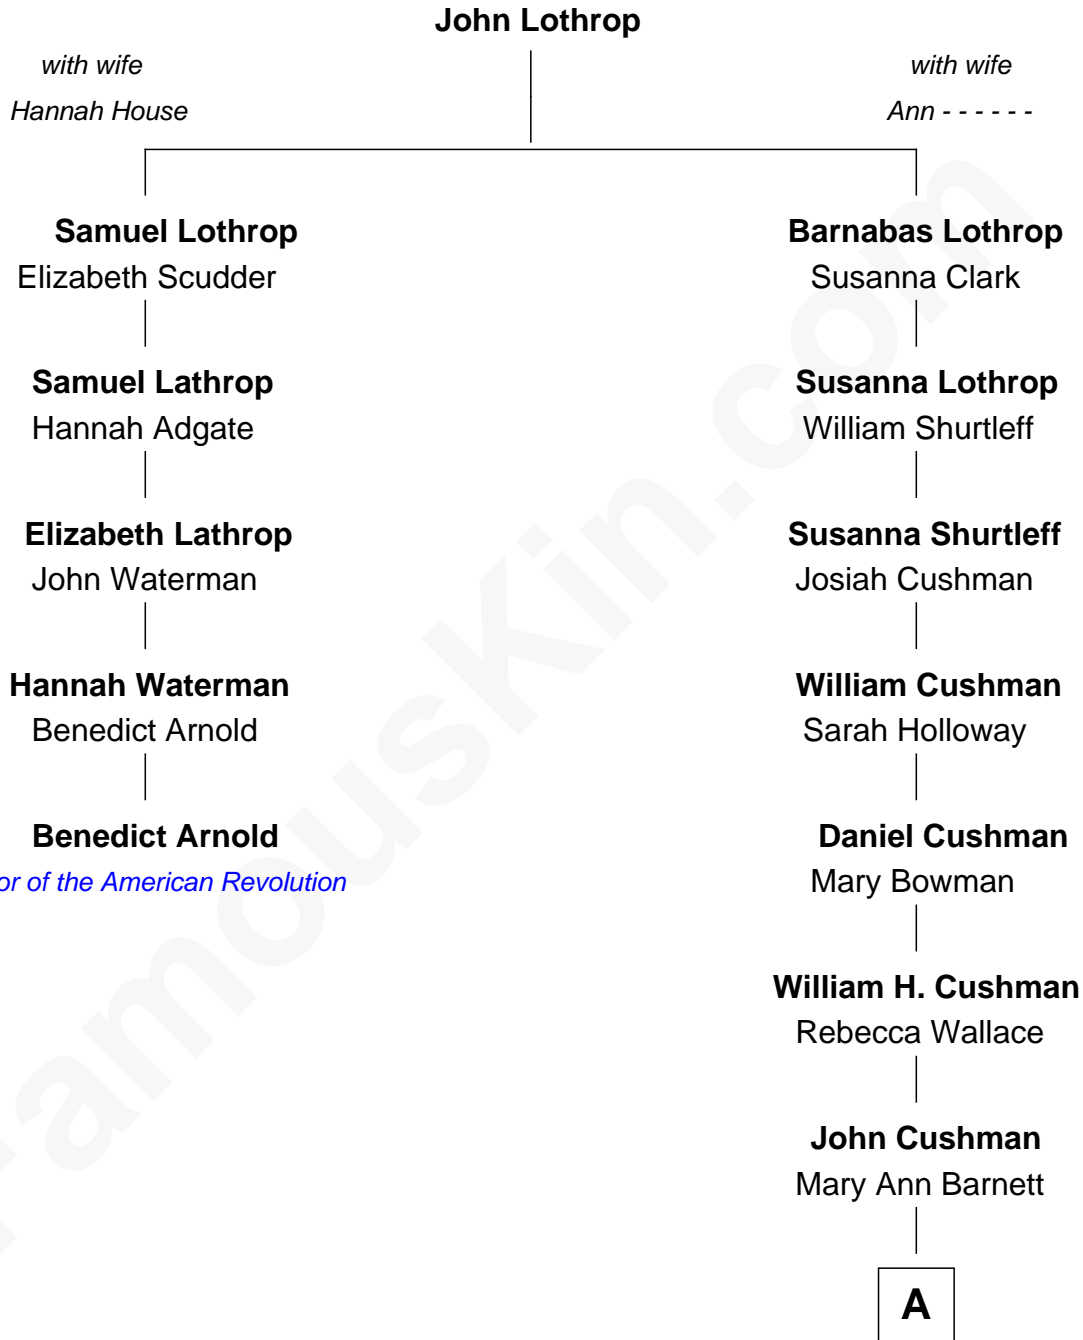 John Lothrop
with wife
Hannah House
with wife
Ann - - - - - -
Samuel Lothrop
Elizabeth Scudder
Barnabas Lothrop
Susanna Clark
Samuel Lathrop
Hannah Adgate
Susanna Lothrop
William Shurtleff
Elizabeth Lathrop
John Waterman
Susanna Shurtleff
Josiah Cushman
Hannah Waterman
Benedict Arnold
William Cushman
Sarah Holloway
Benedict Arnold
or of the American Revolution
Daniel Cushman
Mary Bowman
William H. Cushman
Rebecca Wallace
John Cushman
Mary Ann Barnett
A
FamousKin.com